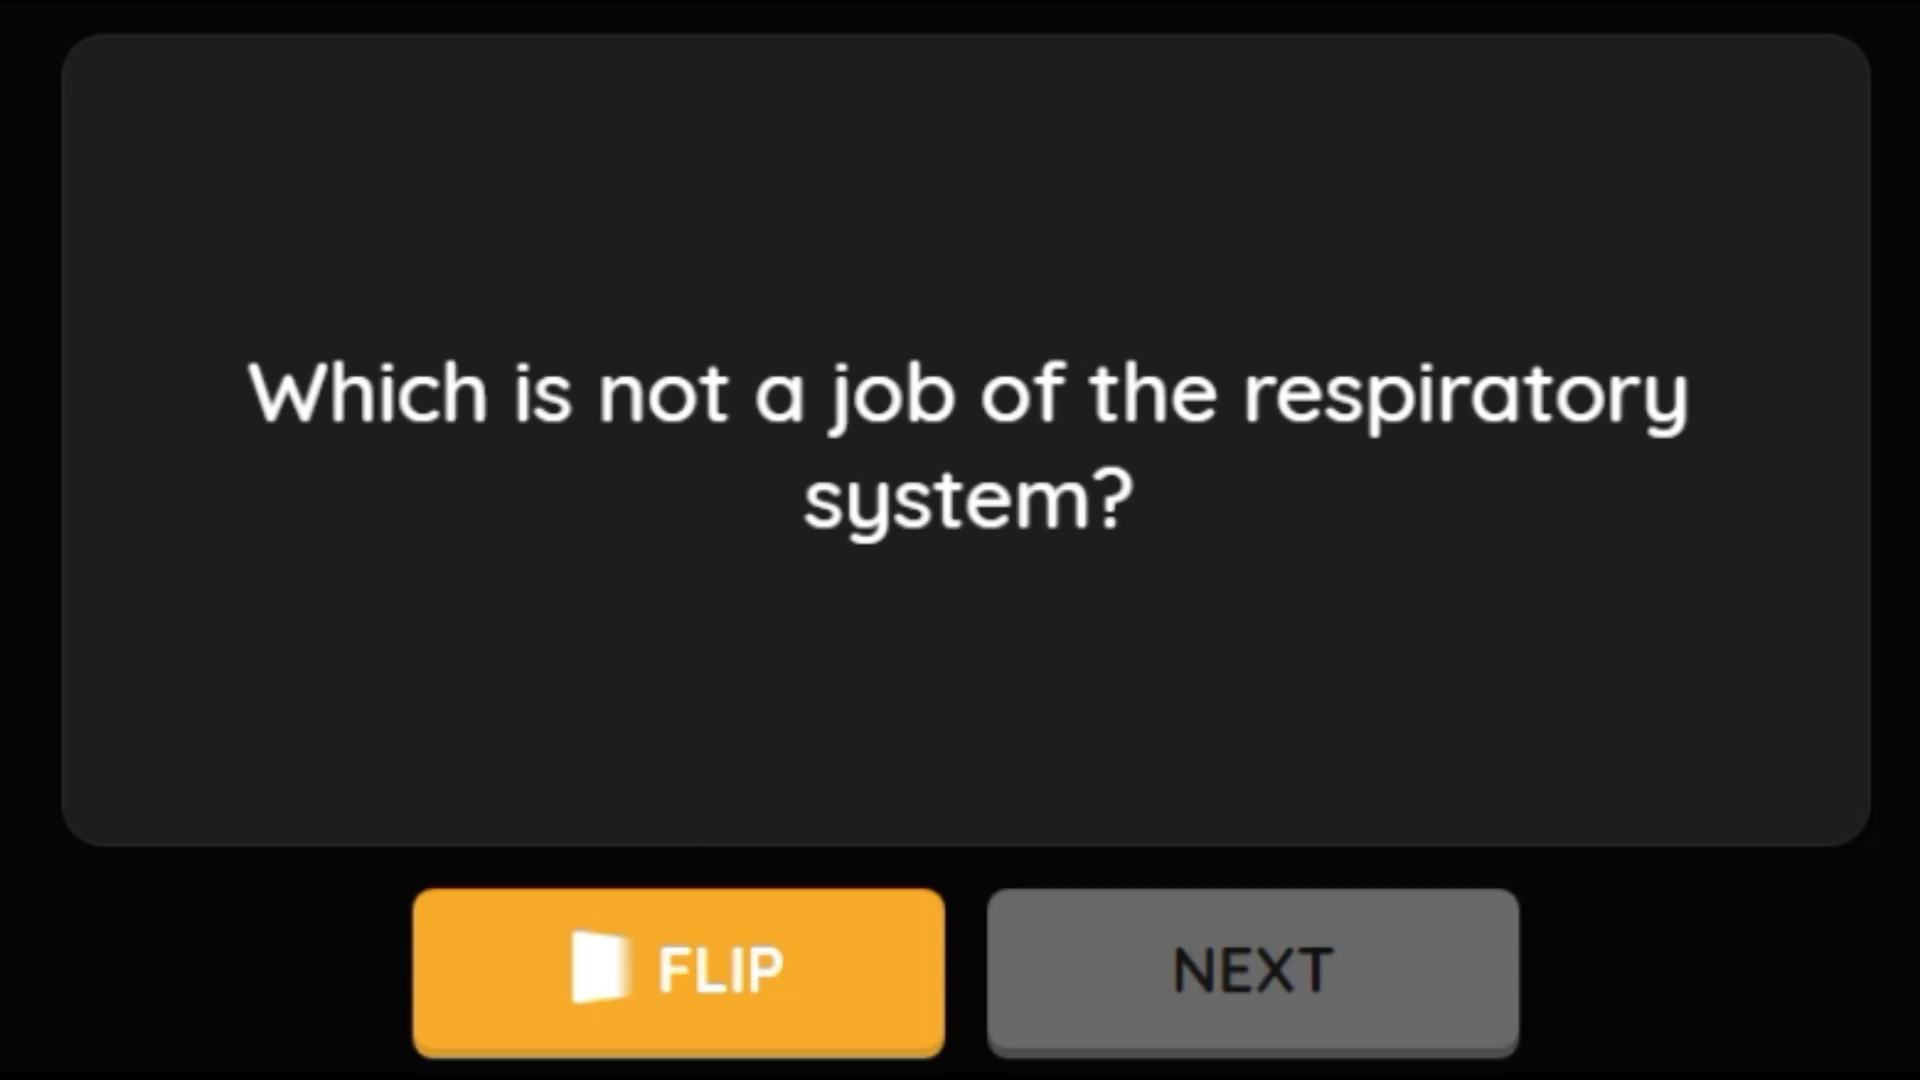 Which is not a job of the respiratory
system?
FLIP
NEXT